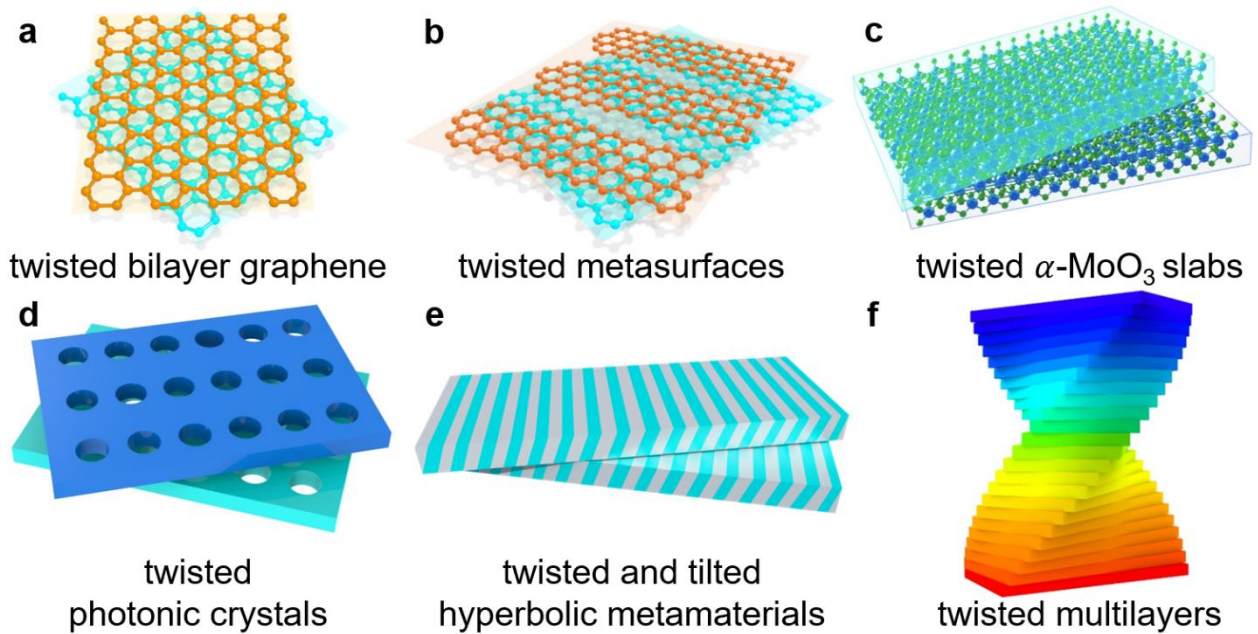 a
b
c
twisted bilayer graphene
twisted metasurfaces
twisted α-MoO₃ slabs
d
e
f
twisted
photonic crystals
twisted and tilted
hyperbolic metamaterials
twisted multilayers